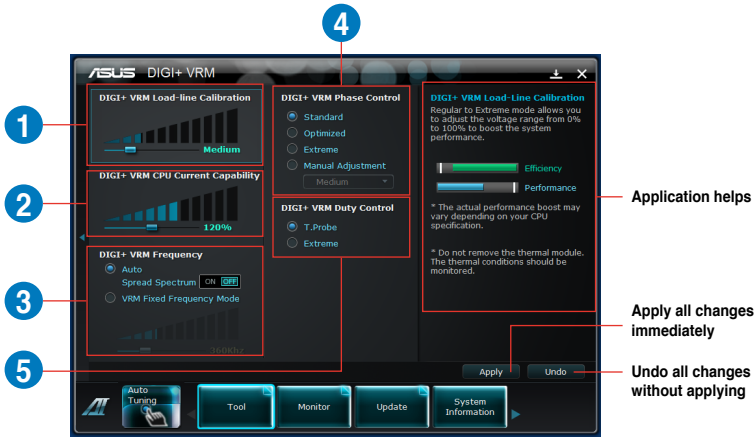 4
ASUS DIGI+ VRM
1
DIGI+ VRM Load-line Calibration
Medium
2
DIGI+ VRM CPU Current Capability
120%
3
DIGI+ VRM Frequency
Auto
Spread Spectrum ON OFF
VRM Fixed Frequency Mode
360Khz
DIGI+ VRM Phase Control
Standard
Optimized
Extreme
Manual Adjustment
Medium
DIGI+ VRM Duty Control
T.Probe
Extreme
5
DIGI+ VRM Load-Line Calibration
Regular to Extreme mode allows you
to adjust the voltage range from 0%
to 100% to boost the system
performance.
Efficiency
Performance
* The actual performance boost may
vary depending on your CPU
specification.
* Do not remove the thermal module.
The thermal conditions should be
monitored.
Application helps
Apply all changes
immediately
Undo all changes
without applying
Apply Undo
Auto
Tuning
Tool
Monitor
Update
System
Information